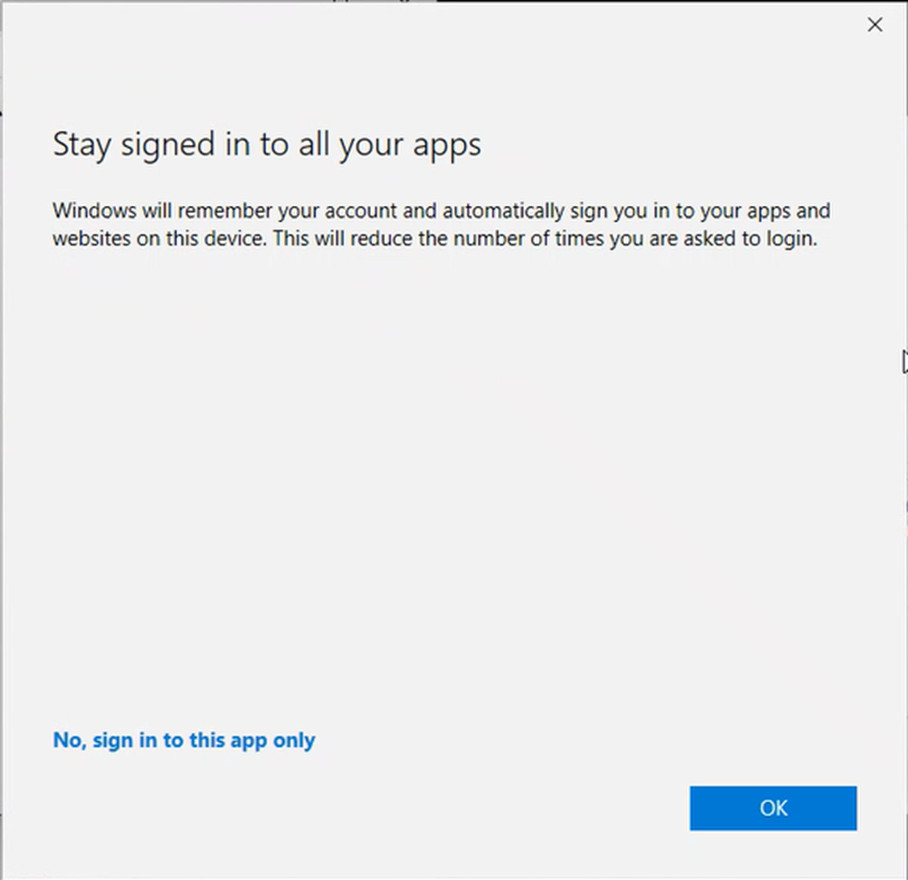 Stay signed in to all your apps
Windows will remember your account and automatically sign you in to your apps and
websites on this device. This will reduce the number of times you are asked to login.
No, sign in to this app only
OK